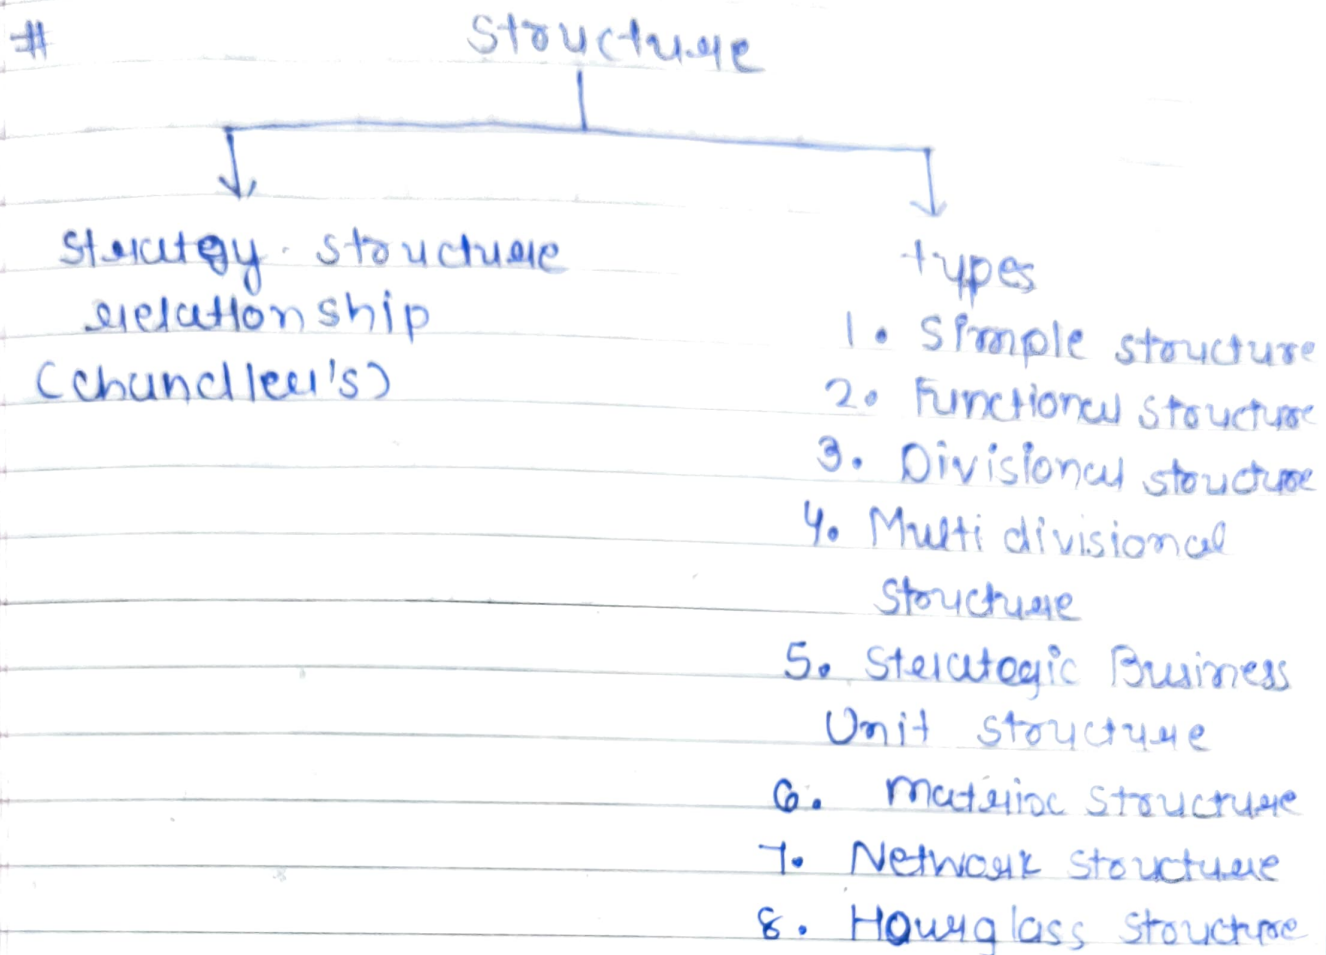 # Structure
Strategy - structure
relationship
(chandler's)
types
1. Simple structure
2. Functional structure
3. Divisional structure
4. Multi divisional
structure
5. Strategic Business
Unit structure
6. Matrix structure
7. Network structure
8. Hourglass structure